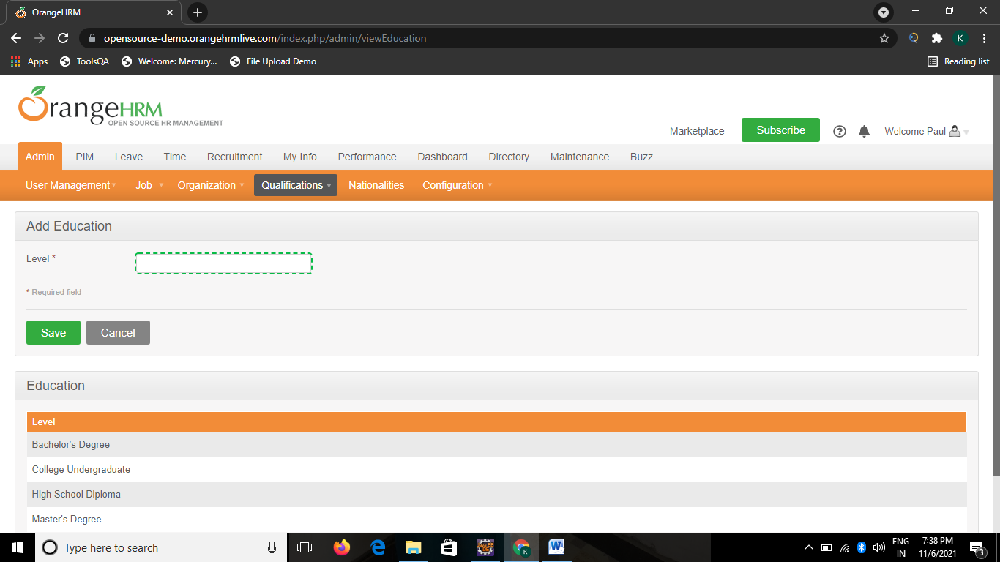 OrangeHRM
opensource-demo.orangehrmlive.com/index.php/admin/viewEducation
K
Apps ToolsQA Welcome: Mercury... File Upload Demo Reading list
OrangeHRM
OPEN SOURCE HR MANAGEMENT
Marketplace Subscribe ? Welcome Paul
Admin PIM Leave Time Recruitment My Info Performance Dashboard Directory Maintenance Buzz
User Management Job Organization Qualifications Nationalities Configuration
Add Education
Level *
* Required field
Save Cancel
Education
Level
Bachelor's Degree
College Undergraduate
High School Diploma
Master's Degree
Type here to search
K
W
ENG
IN
7:38 PM
11/6/2021
3